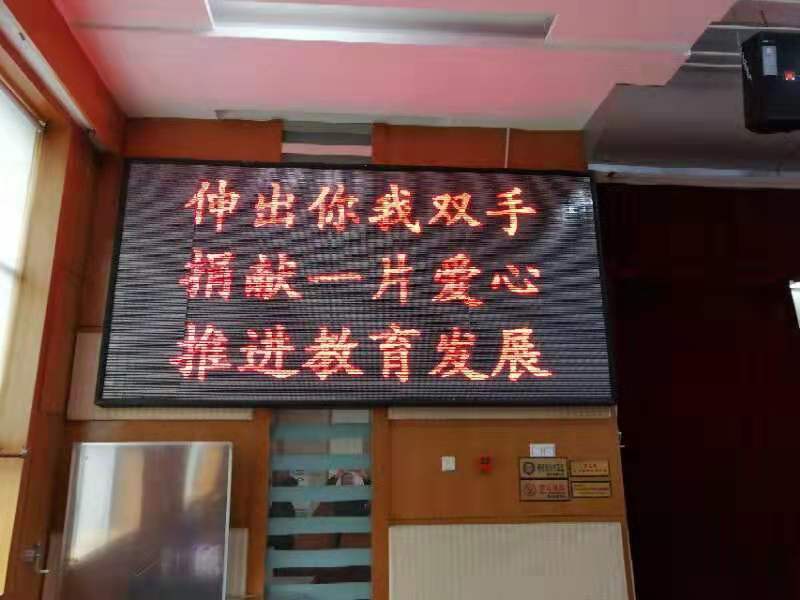 伸出你我双手
捐献一片爱心
推进教育发展